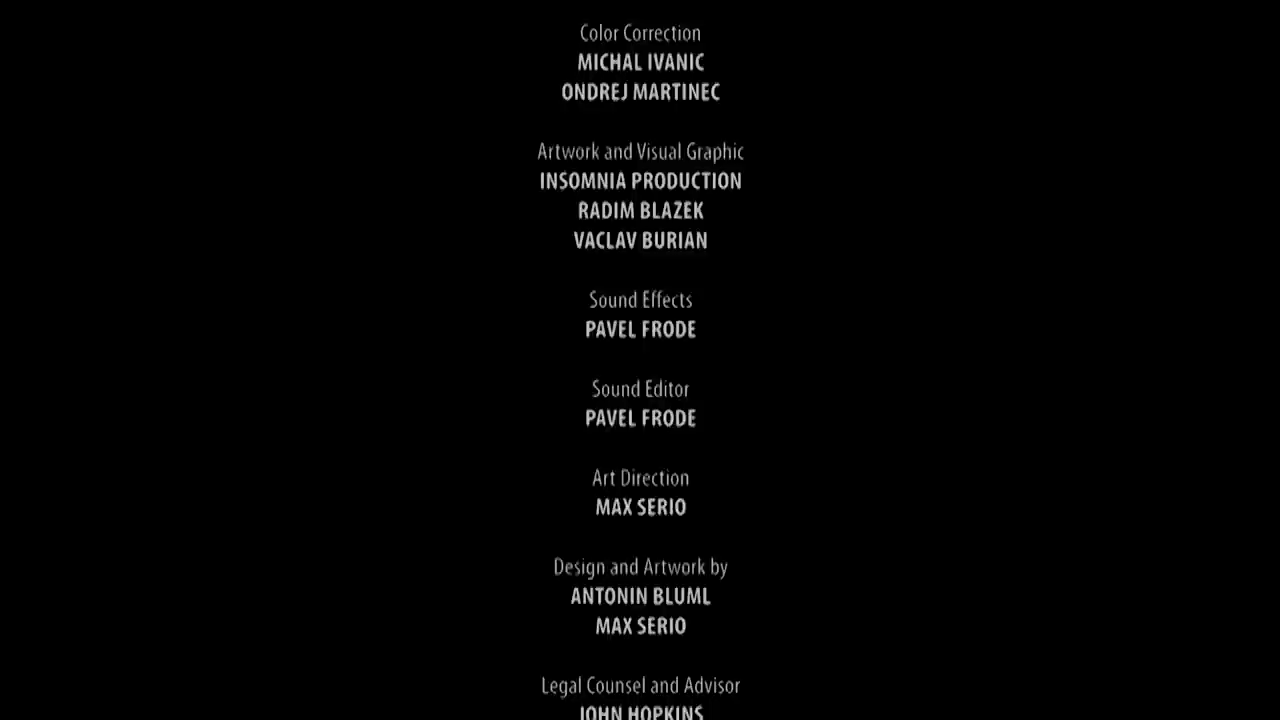 Color Correction
MICHAL IVANIC
ONDREJ MARTINEC
Artwork and Visual Graphic
INSOMNIA PRODUCTION
RADIM BLAZEK
VACLAV BURIAN
Sound Effects
PAVEL FRODE
Sound Editor
PAVEL FRODE
Art Direction
MAX SERIO
Design and Artwork by
ANTONIN BLUML
MAX SERIO
Legal Counsel and Advisor
JOHN HOPKINS